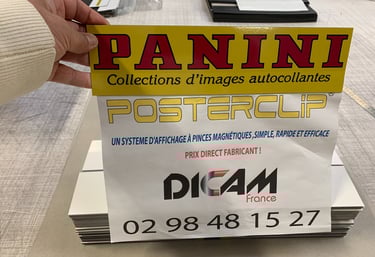 PANINI
Collections d'images autocollantes
POSTERCLIP
UN SYSTEME D'AFFICHAGE À PINCES MAGNÉTIQUES, SIMPLE, RAPIDE ET EFFICACE
PRIX DIRECT FABRICANT !
DICAM
France
02 98 48 15 27